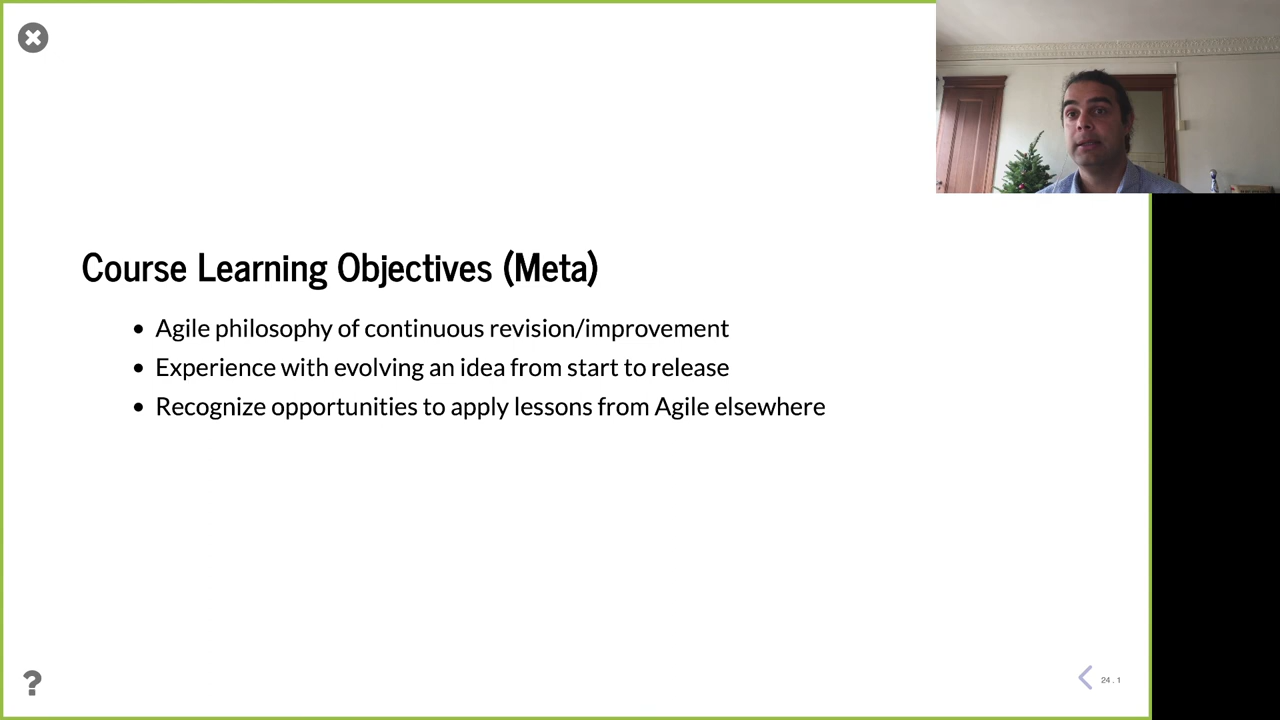 Course Learning Objectives (Meta)
Agile philosophy of continuous revision/improvement
Experience with evolving an idea from start to release
Recognize opportunities to apply lessons from Agile elsewhere
?
24 . 1